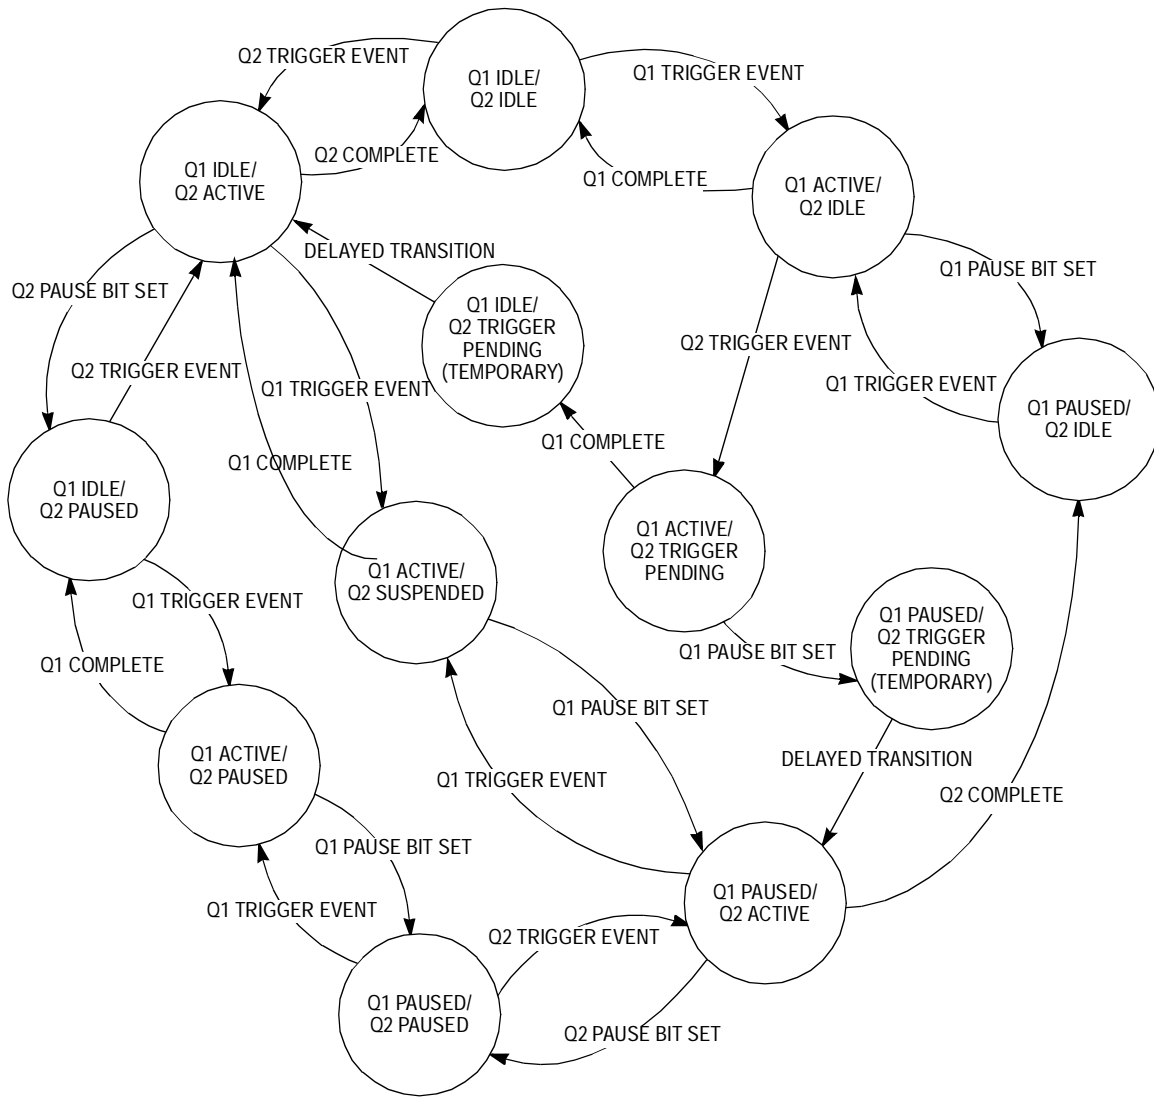 Q2 TRIGGER EVENT
Q1 IDLE/
Q2 IDLE
Q1 TRIGGER EVENT
Q2 COMPLETE
Q1 COMPLETE
Q1 IDLE/
Q2 ACTIVE
Q1 ACTIVE/
Q2 IDLE
DELAYED TRANSITION
Q1 PAUSE BIT SET
Q2 PAUSE BIT SET
Q1 IDLE/
Q2 TRIGGER
PENDING
(TEMPORARY)
Q2 TRIGGER EVENT
Q2 TRIGGER EVENT
Q1 TRIGGER EVENT
Q1 TRIGGER EVENT
Q1 PAUSED/
Q2 IDLE
Q1 COMPLETE
Q1 COMPLETE
Q1 IDLE/
Q2 PAUSED
Q1 ACTIVE/
Q2 TRIGGER
PENDING
Q1 ACTIVE/
Q2 SUSPENDED
Q1 TRIGGER EVENT
Q1 PAUSED/
Q2 TRIGGER
PENDING
(TEMPORARY)
Q1 PAUSE BIT SET
Q1 COMPLETE
Q1 PAUSE BIT SET
Q1 ACTIVE/
Q2 PAUSED
DELAYED TRANSITION
Q1 TRIGGER EVENT
Q2 COMPLETE
Q1 PAUSE BIT SET
Q1 PAUSED/
Q2 ACTIVE
Q1 TRIGGER EVENT
Q2 TRIGGER EVENT
Q1 PAUSED/
Q2 PAUSED
Q2 PAUSE BIT SET